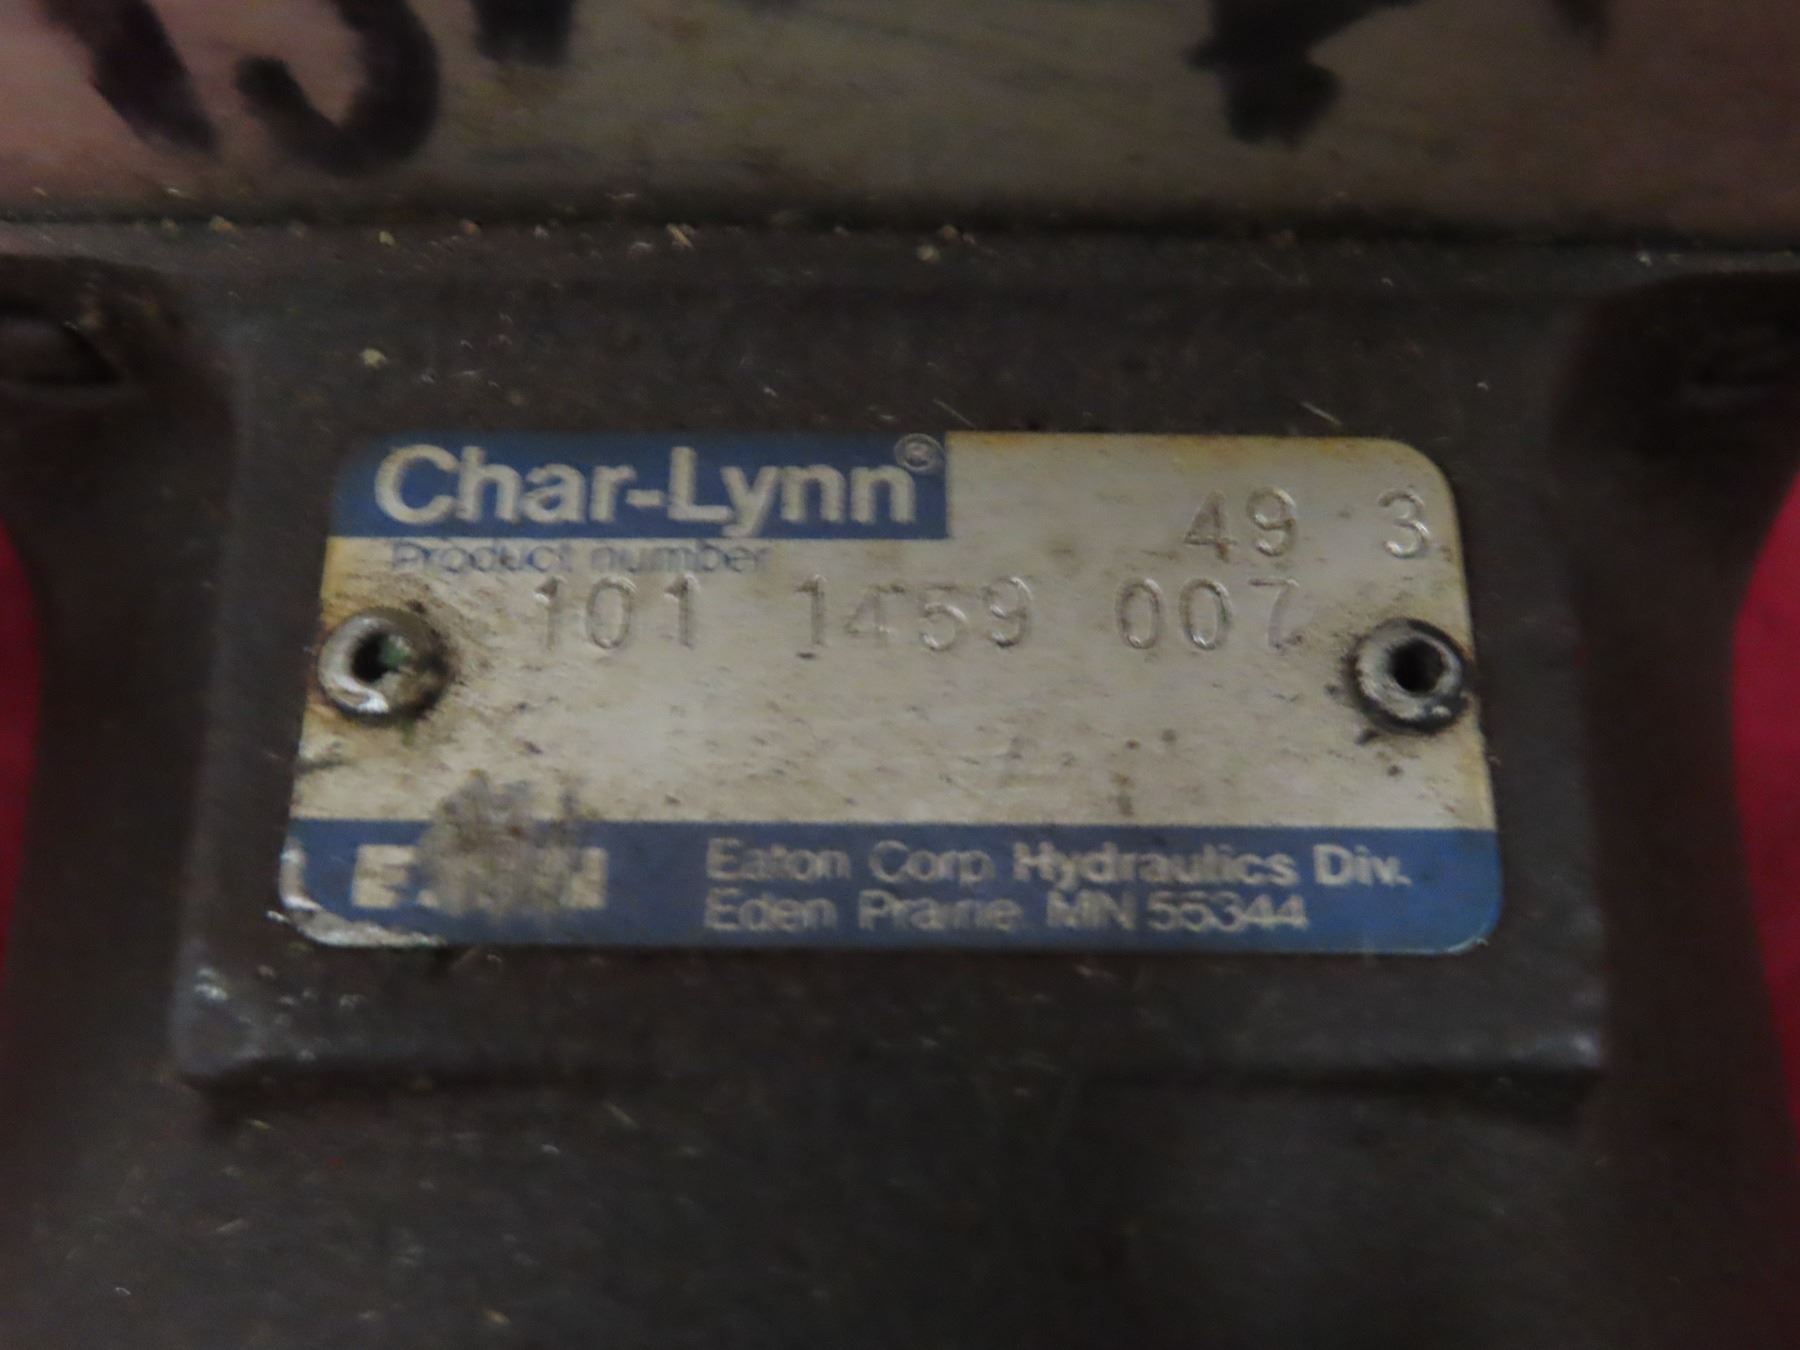 Char-Lynn®
49 3
Product number
101 1459 007
Eaton Corp Hydraulics Div.
Eden Prairie MN 55344